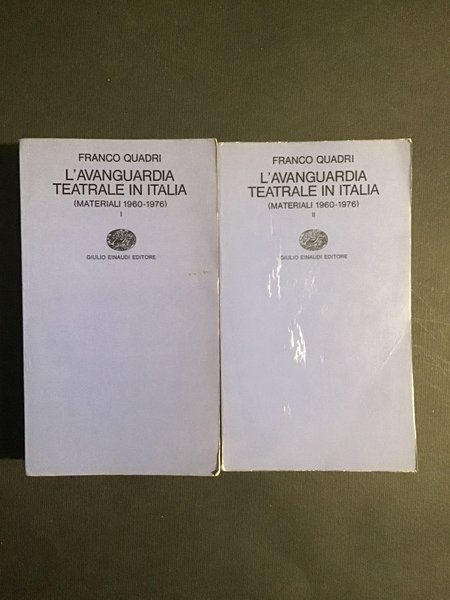 FRANCO QUADRI
L'AVANGUARDIA
TEATRALE IN ITALIA
(MATERIALI 1960-1976)
I
GIULIO EINAUDI EDITORE
FRANCO QUADRI
L'AVANGUARDIA
TEATRALE IN ITALIA
(MATERIALI 1960-1976)
II
GIULIO EINAUDI EDITORE